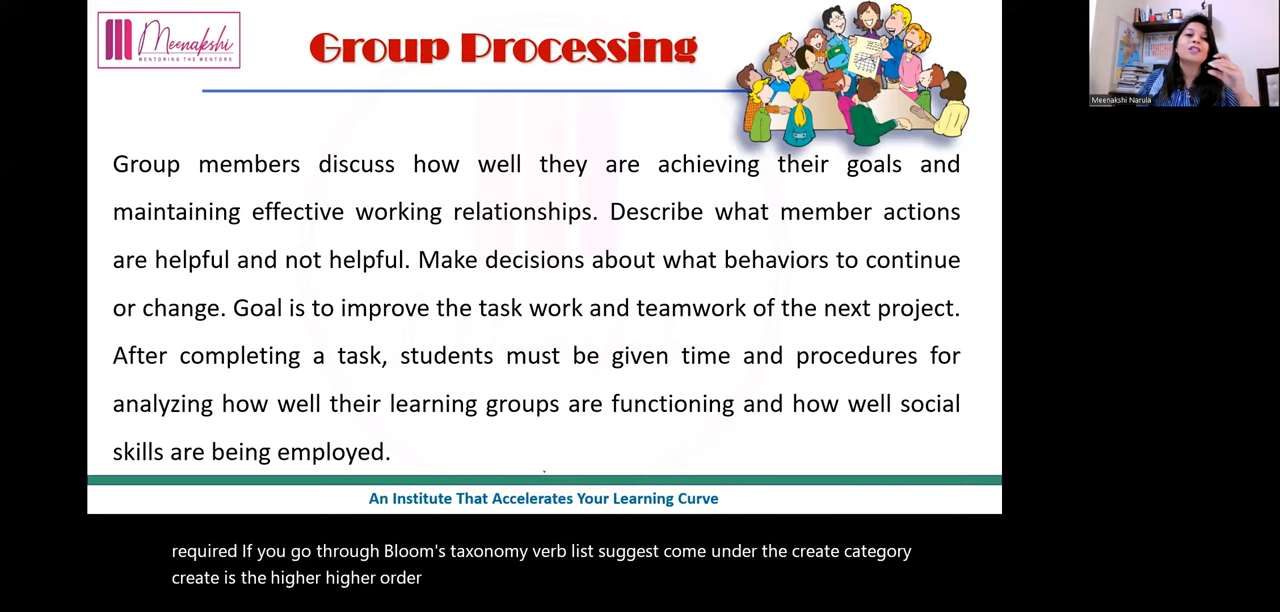 Meenakshi
MENTORING THE MENTORS
Group Processing
Meenakshi Narula
Group members discuss how well they are achieving their goals and
maintaining effective working relationships. Describe what member actions
are helpful and not helpful. Make decisions about what behaviors to continue
or change. Goal is to improve the task work and teamwork of the next project.
After completing a task, students must be given time and procedures for
analyzing how well their learning groups are functioning and how well social
skills are being employed.
An Institute That Accelerates Your Learning Curve
required If you go through Bloom's taxonomy verb list suggest come under the create category
create is the higher higher order